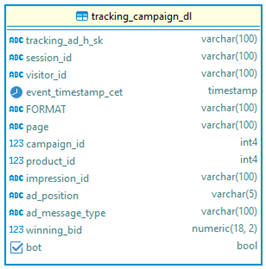 tracking_campaign_dl
ABC tracking_ad_h_sk varchar(100)
ABC session_id varchar(100)
ABC visitor_id varchar(100)
event_timestamp_cet timestamp
ABC FORMAT varchar(100)
ABC page varchar(100)
123 campaign_id int4
123 product_id int4
ABC impression_id varchar(100)
ABC ad_position varchar(5)
ABC ad_message_type varchar(100)
123 winning_bid numeric(18, 2)
bot bool